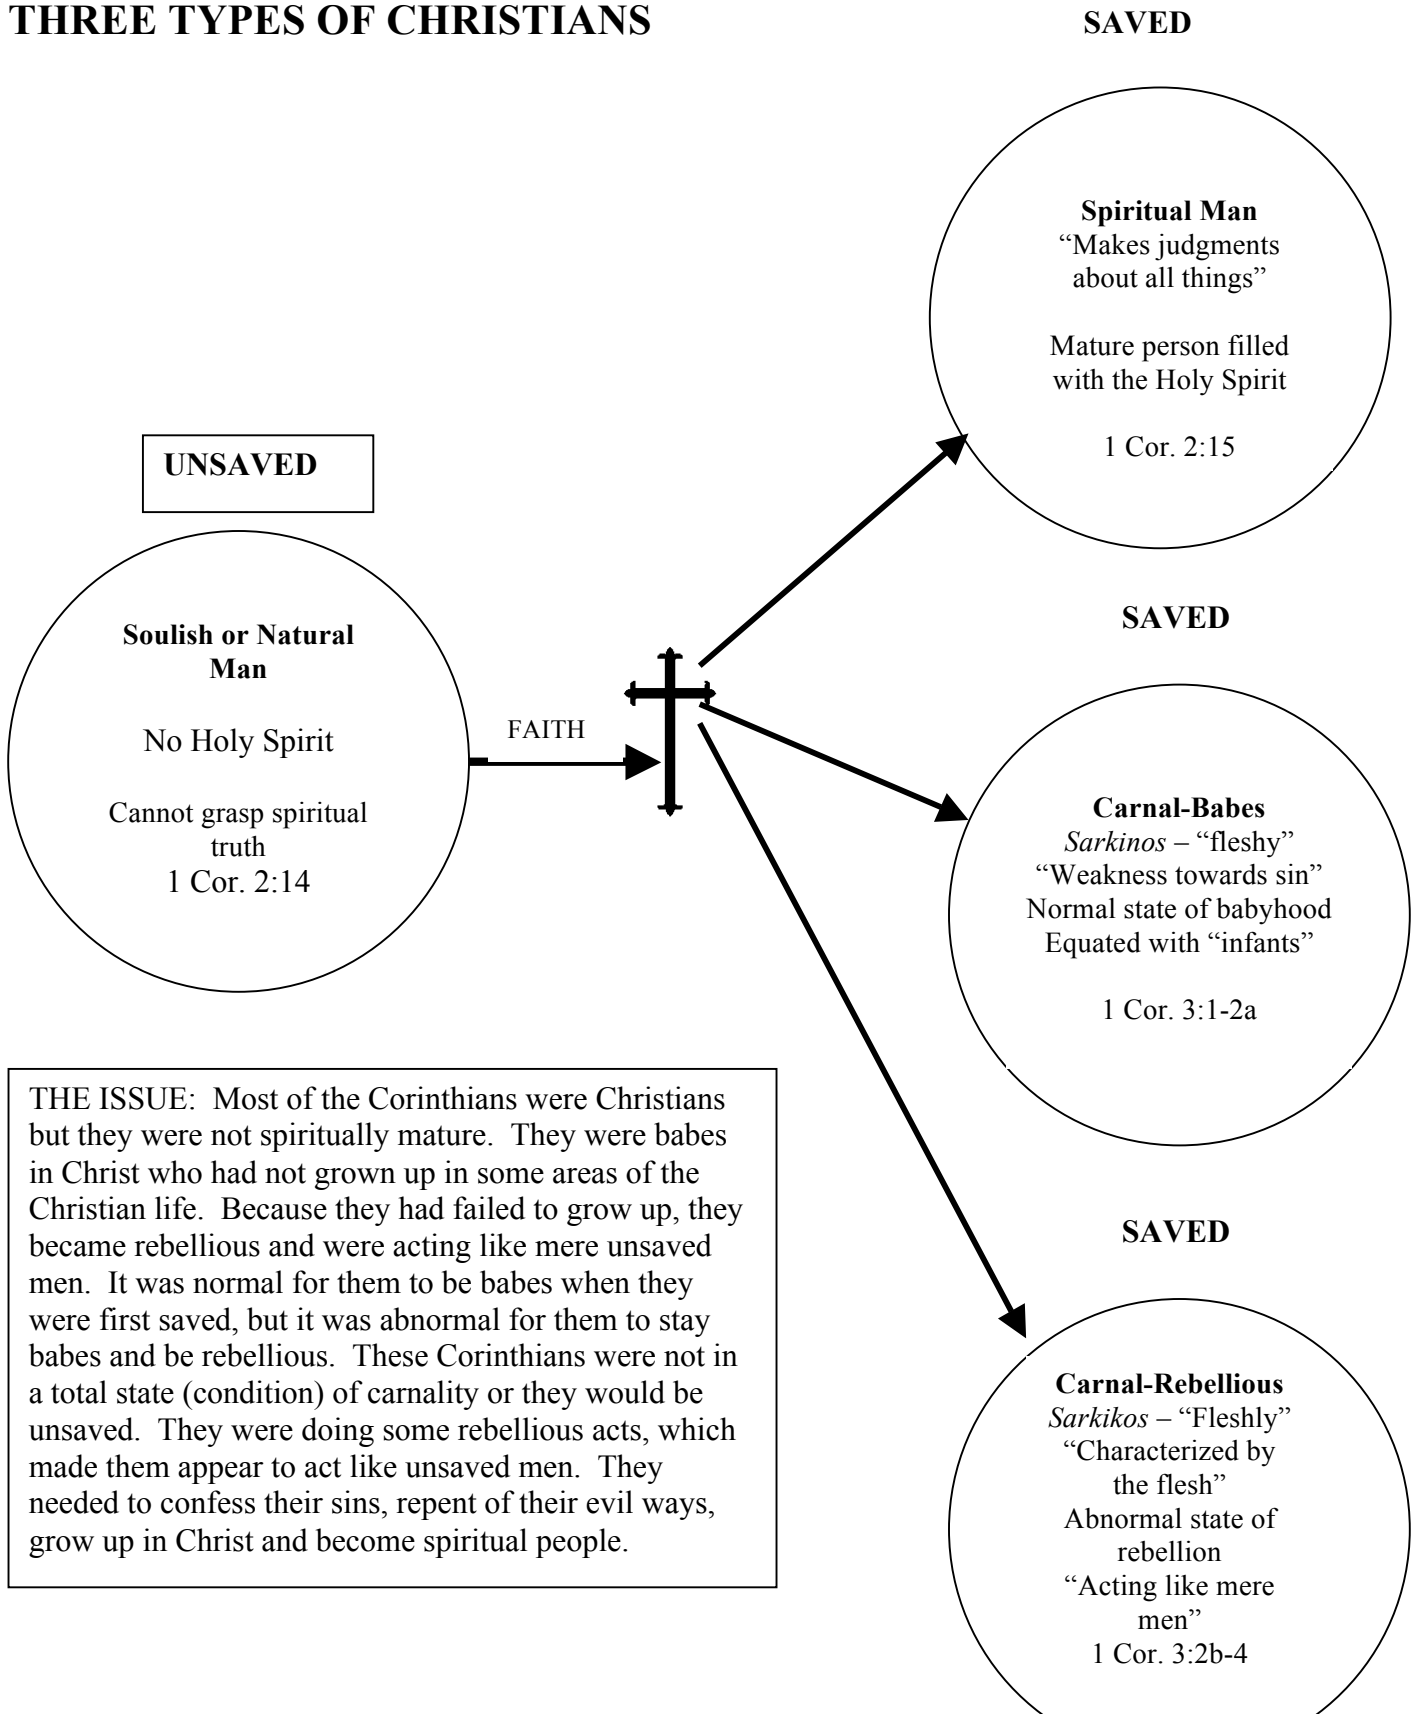 THREE TYPES OF CHRISTIANS
SAVED
Spiritual Man
“Makes judgments
about all things”
Mature person filled
with the Holy Spirit
1 Cor. 2:15
UNSAVED
Soulish or Natural
Man
No Holy Spirit
Cannot grasp spiritual
truth
1 Cor. 2:14
FAITH
SAVED
Carnal-Babes
Sarkinos – “fleshy”
“Weakness towards sin”
Normal state of babyhood
Equated with “infants”
1 Cor. 3:1-2a
THE ISSUE:  Most of the Corinthians were Christians
but they were not spiritually mature.  They were babes
in Christ who had not grown up in some areas of the
Christian life.  Because they had failed to grow up, they
became rebellious and were acting like mere unsaved
men.  It was normal for them to be babes when they
were first saved, but it was abnormal for them to stay
babes and be rebellious.  These Corinthians were not in
a total state (condition) of carnality or they would be
unsaved.  They were doing some rebellious acts, which
made them appear to act like unsaved men.  They
needed to confess their sins, repent of their evil ways,
grow up in Christ and become spiritual people.
SAVED
Carnal-Rebellious
Sarkikos – “Fleshly”
“Characterized by
the flesh”
Abnormal state of
rebellion
“Acting like mere
men”
1 Cor. 3:2b-4